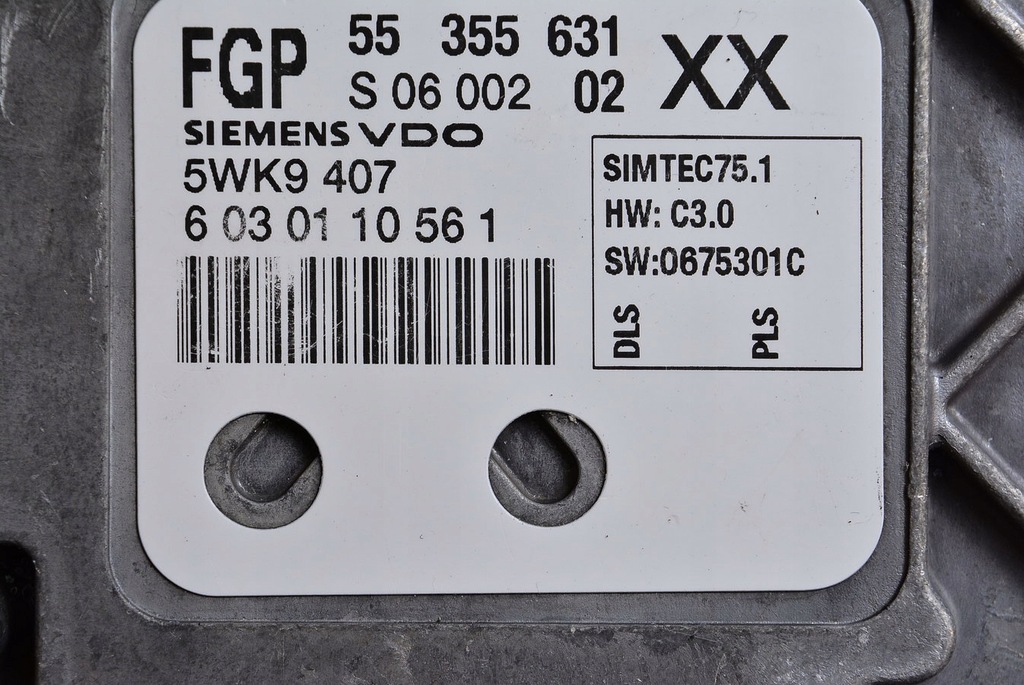 FGP 55 355 631 XX
S 06 002 02
SIEMENS VDO
5WK9 407
6 03 01 10 56 1
SIMTEC75.1
HW: C3.0
SW:0675301C
DLS PLS